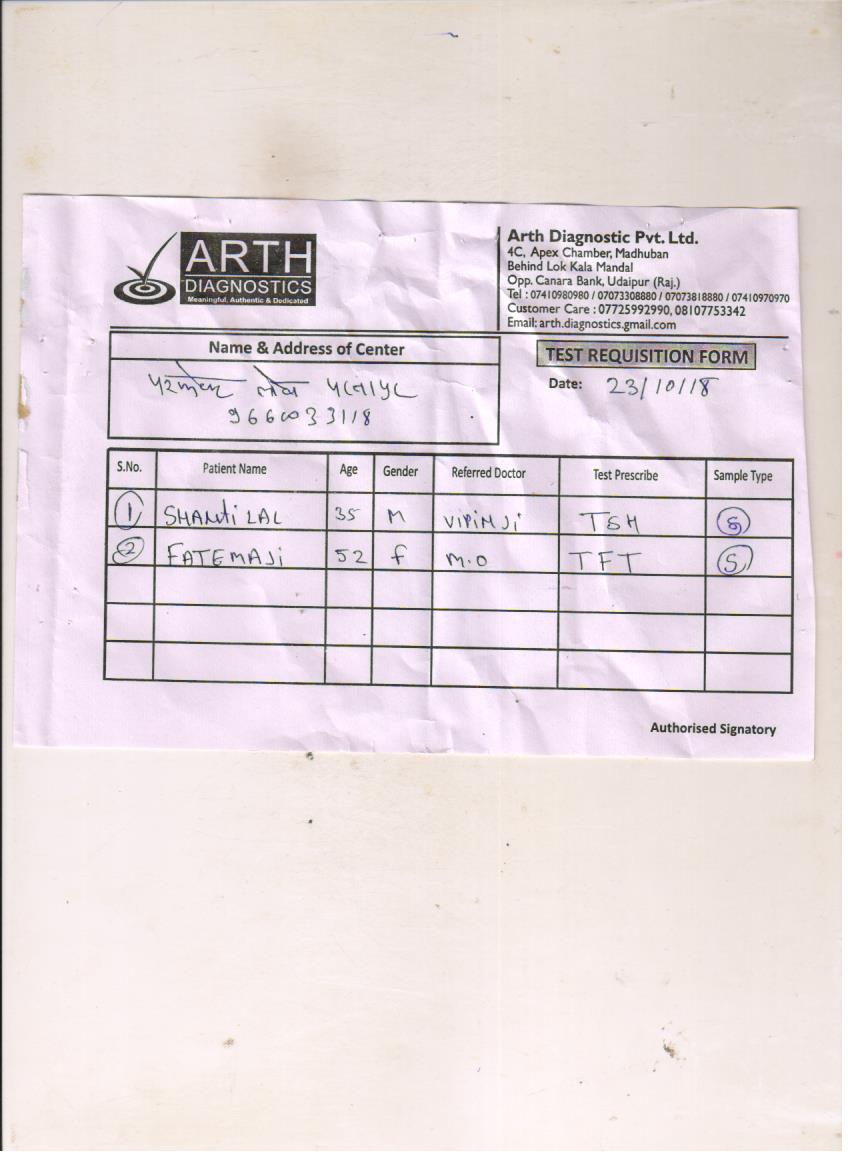 ARTH
DIAGNOSTICS
Meaningful, Authentic & Dedicated
Arth Diagnostic Pvt. Ltd.
4C, Apex Chamber, Madhuban
Behind Lok Kala Mandal
Opp. Canara Bank, Udaipur (Raj.)
Tel : 07410980980 / 07073308880 / 07073818880 / 07410970970
Customer Care : 07725992990, 08107753342
Email: arth.diagnostics.gmail.com
Name & Address of Center
TEST REQUISITION FORM
Date: 23/10/18
S.No. Patient Name Age Gender Referred Doctor Test Prescribe Sample Type
1 SHANTI LAL 35 M VIPIN Ji TSH S
2 FATEMAJi 52 f M.O TFT S
Authorised Signatory